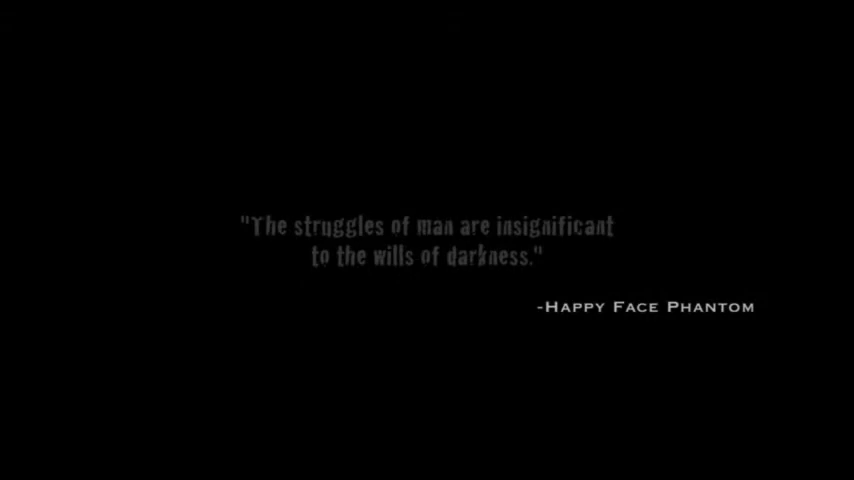 "The struggles of man are insignificant
to the wills of darkness."
-Happy Face Phantom